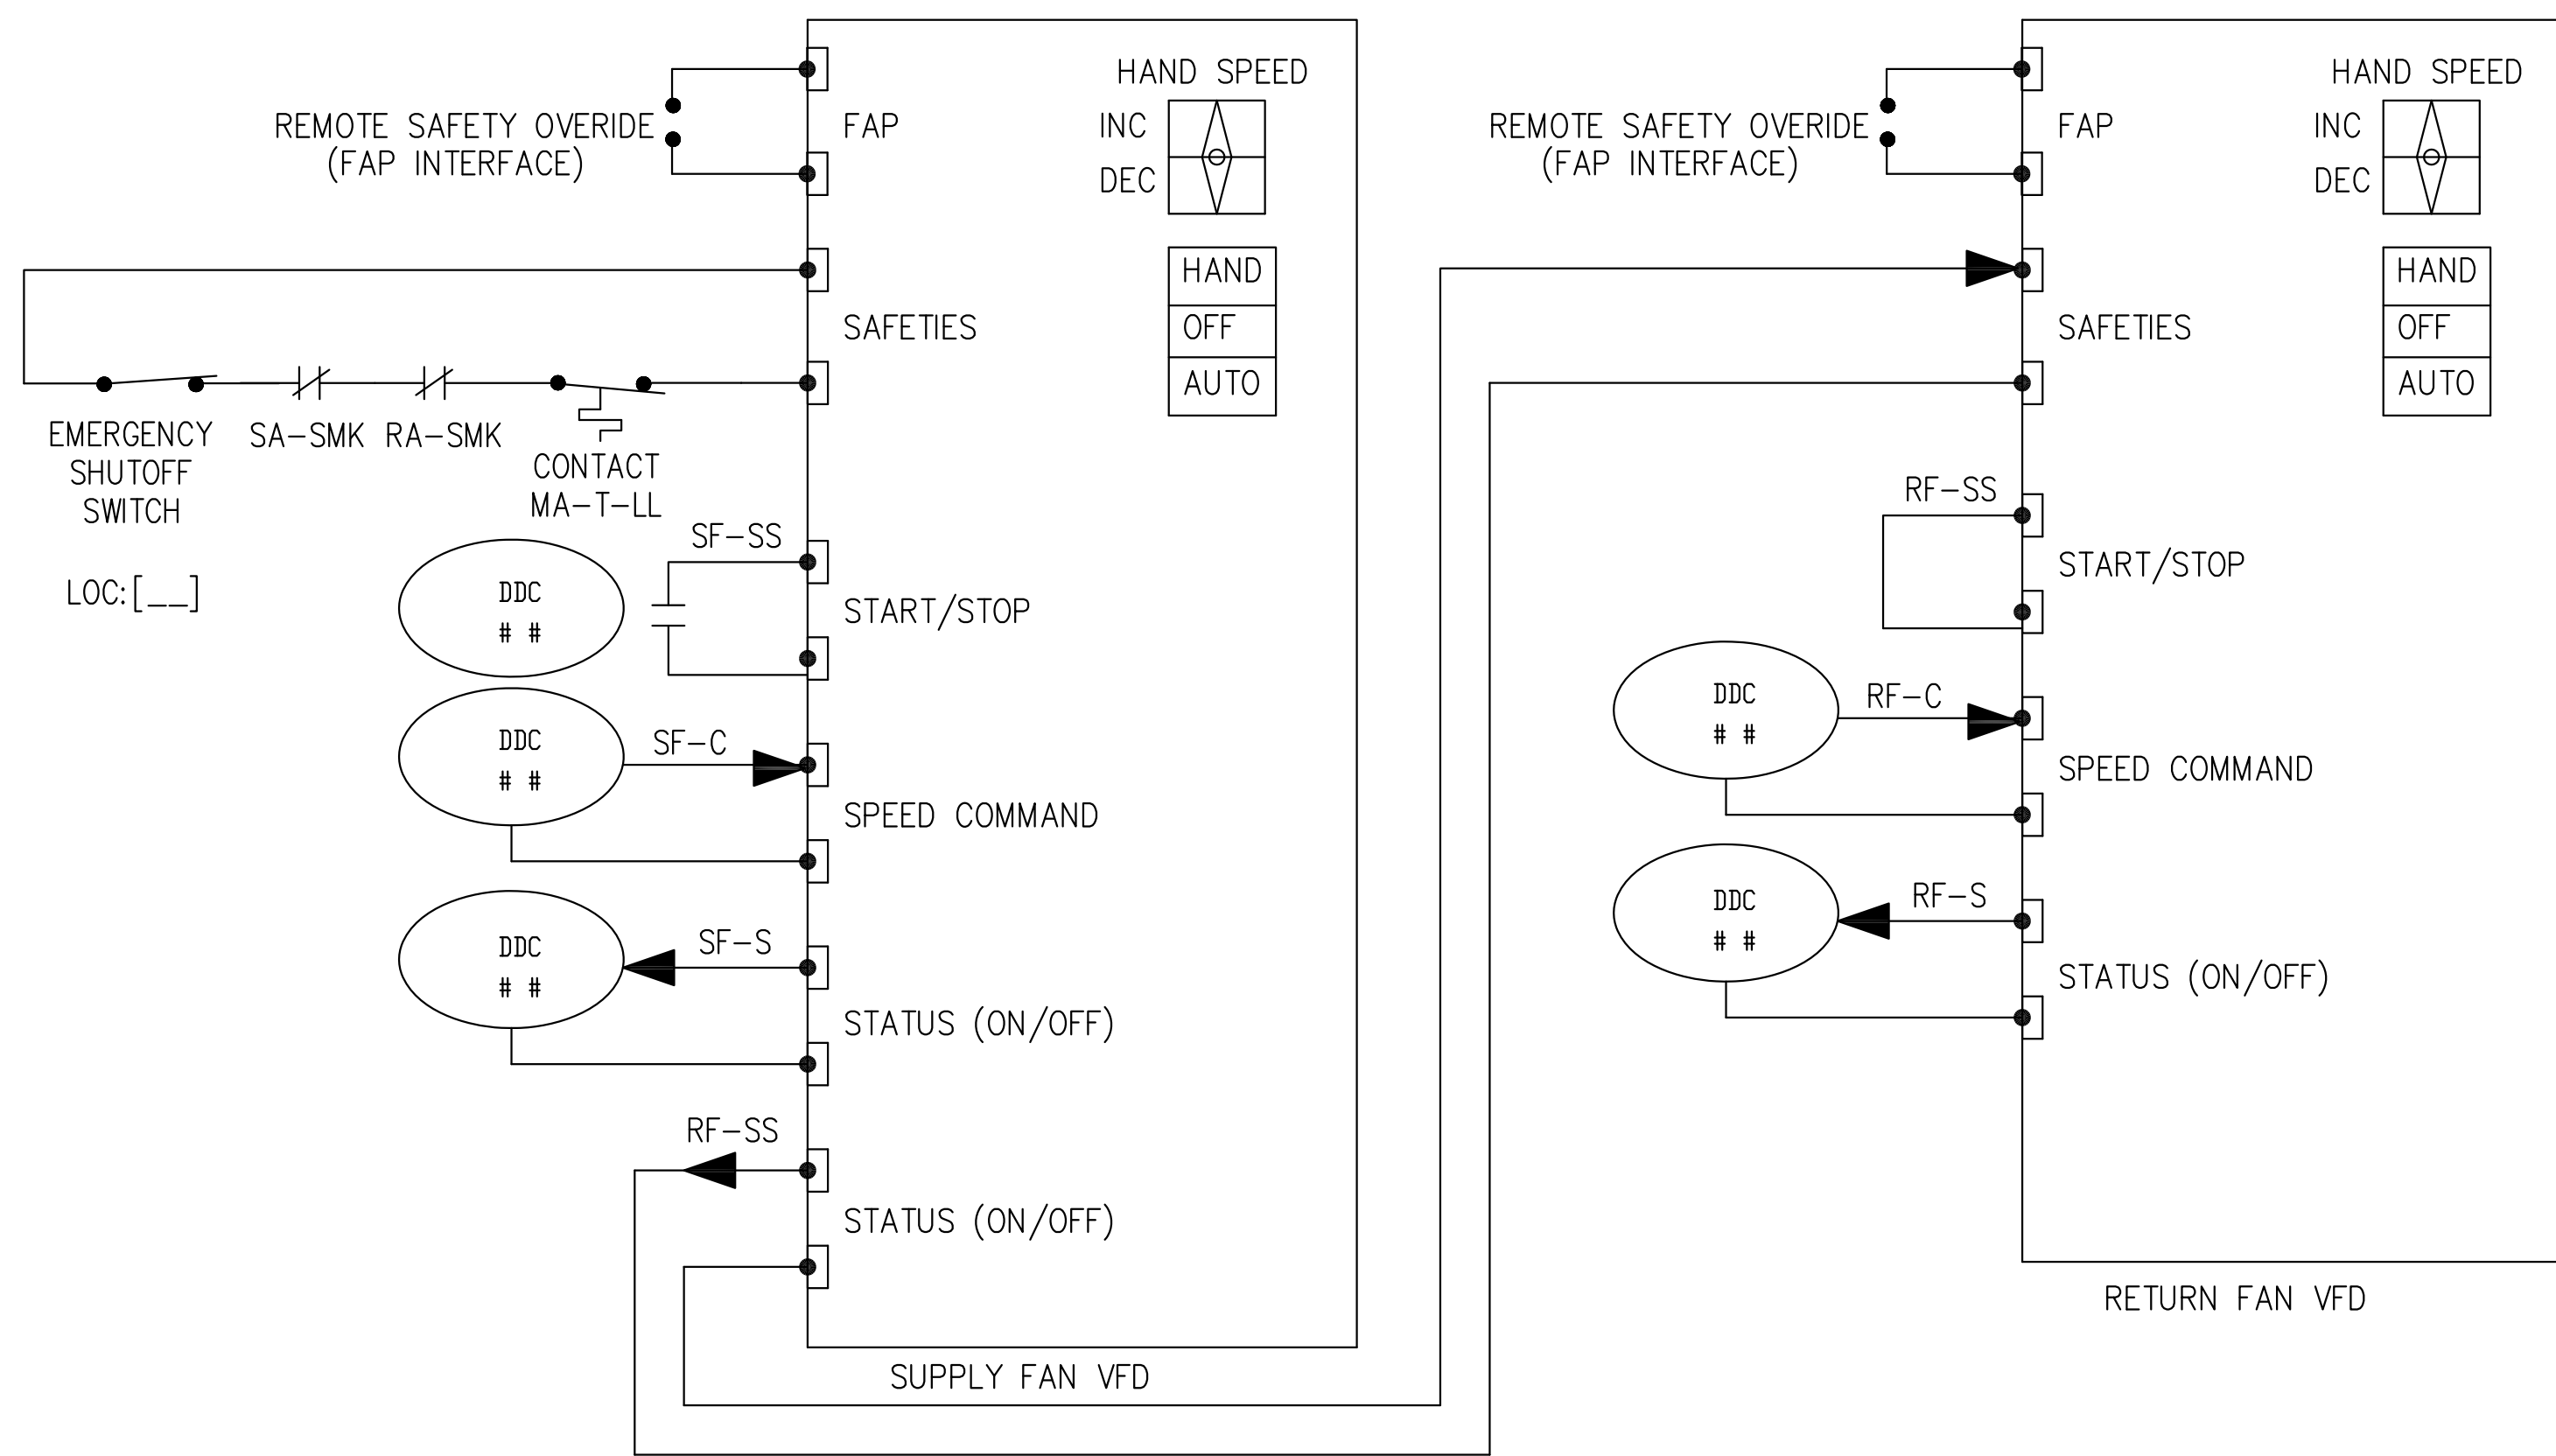 HAND SPEED
INC
DEC
REMOTE SAFETY OVERIDE
(FAP INTERFACE)
FAP
HAND
OFF
AUTO
SAFETIES
EMERGENCY
SHUTOFF
SWITCH
LOC:[__]
SA-SMK
RA-SMK
CONTACT
MA-T-LL
SF-SS
DDC
# #
START/STOP
DDC
# #
SF-C
SPEED COMMAND
DDC
# #
SF-S
STATUS (ON/OFF)
RF-SS
STATUS (ON/OFF)
SUPPLY FAN VFD
HAND SPEED
INC
DEC
REMOTE SAFETY OVERIDE
(FAP INTERFACE)
FAP
HAND
OFF
AUTO
SAFETIES
RF-SS
START/STOP
DDC
# #
RF-C
SPEED COMMAND
DDC
# #
RF-S
STATUS (ON/OFF)
RETURN FAN VFD